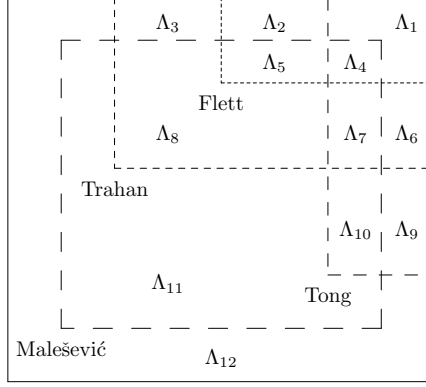 Λ3 Λ2 Λ1
Λ5 Λ4
Flett
Λ8 Λ7 Λ6
Trahan
Λ10 Λ9
Λ11
Tong
Malešević
Λ12